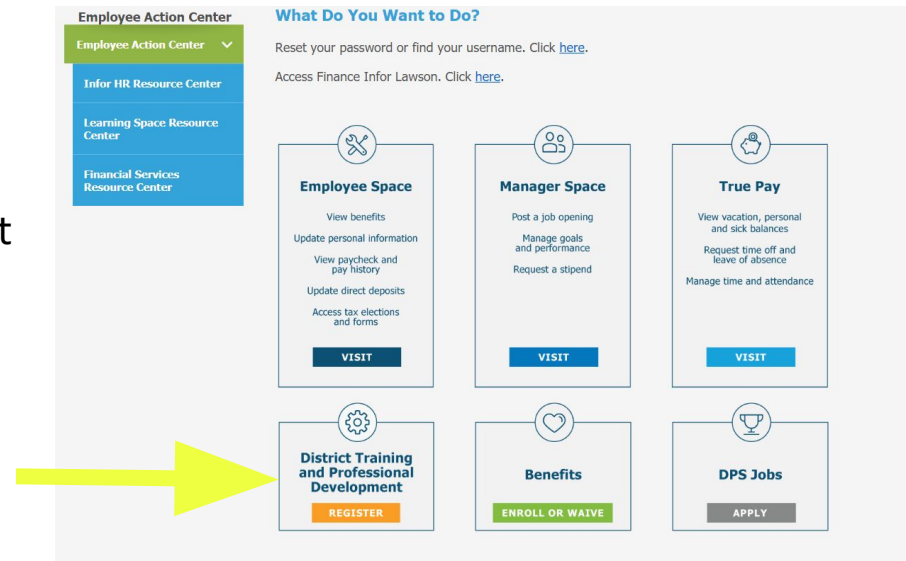 Employee Action Center
Employee Action Center
Infor HR Resource Center
Learning Space Resource
Center
Financial Services
Resource Center
t
What Do You Want to Do?
Reset your password or find your username. Click here.
Access Finance Infor Lawson. Click here.
Employee Space
View benefits
Update personal information
View paycheck and
pay history
Update direct deposits
Access tax elections
and forms
VISIT
Manager Space
Post a job opening
Manage goals
and performance
Request a stipend
VISIT
True Pay
View vacation, personal
and sick balances
Request time off and
leave of absence
Manage time and attendance
VISIT
District Training
and Professional
Development
REGISTER
Benefits
ENROLL OR WAIVE
DPS Jobs
APPLY